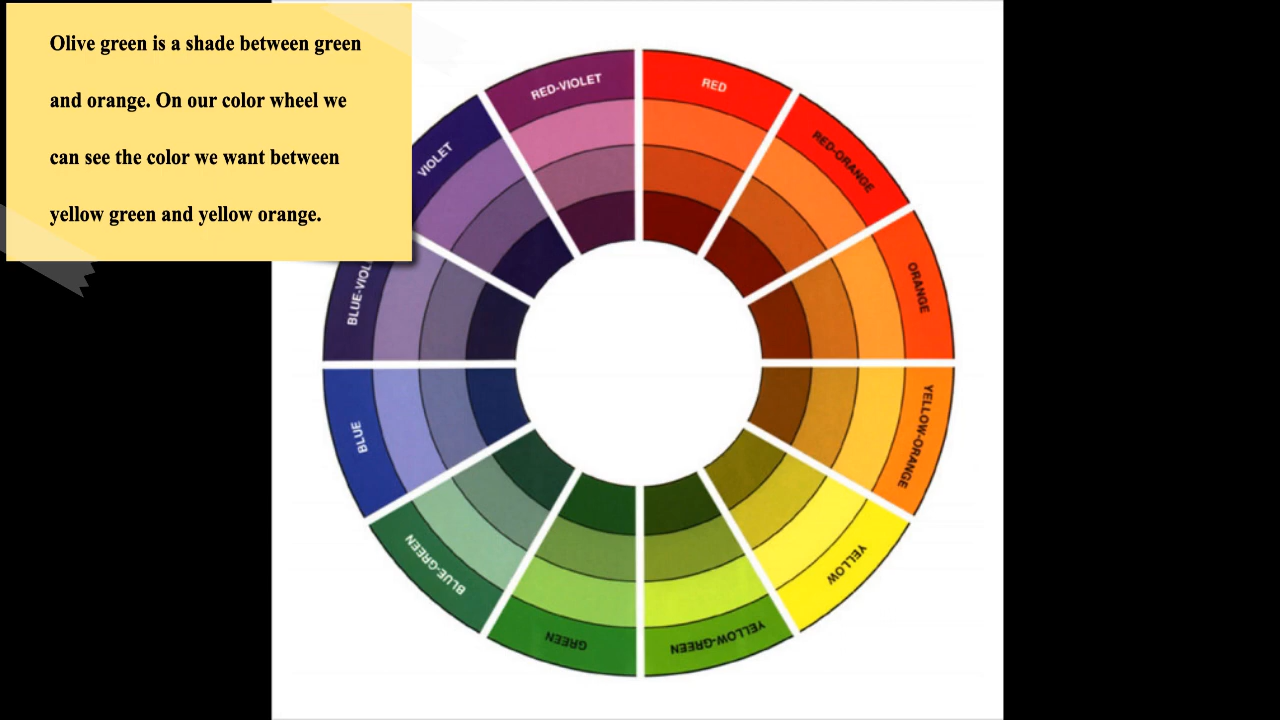 Olive green is a shade between green
and orange. On our color wheel we
can see the color we want between
yellow green and yellow orange.
RED-VIOLET
RED
RED-ORANGE
ORANGE
YELLOW-ORANGE
YELLOW
YELLOW-GREEN
GREEN
BLUE-GREEN
BLUE
VIOLET